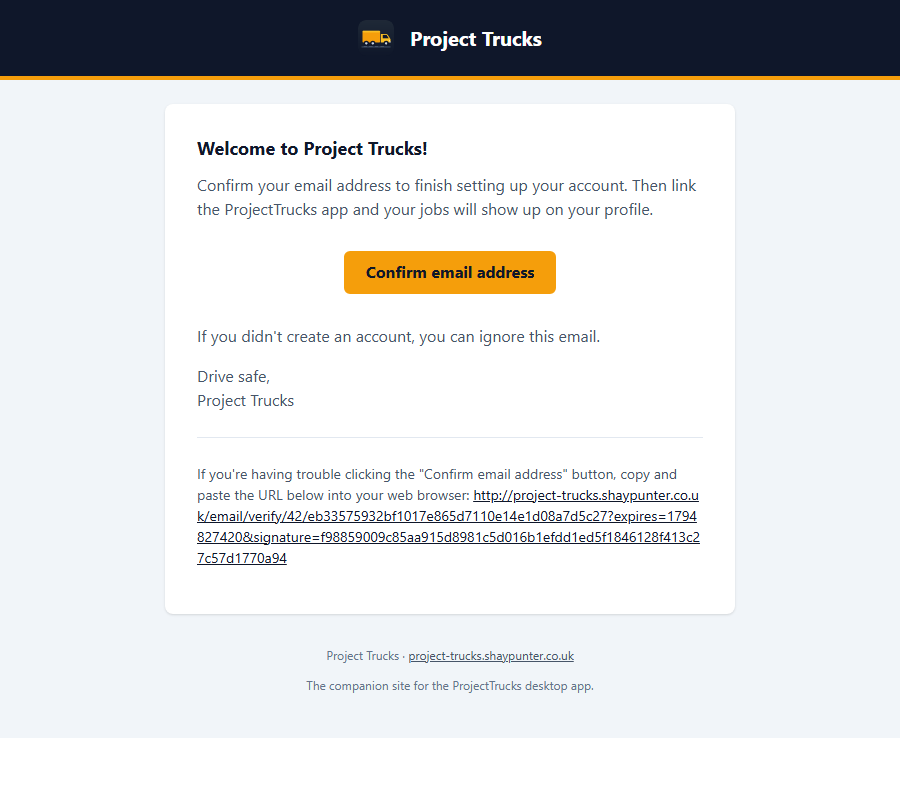 Project Trucks
Welcome to Project Trucks!
Confirm your email address to finish setting up your account. Then link
the ProjectTrucks app and your jobs will show up on your profile.
Confirm email address
If you didn't create an account, you can ignore this email.
Drive safe,
Project Trucks
If you're having trouble clicking the "Confirm email address" button, copy and
paste the URL below into your web browser: http://project-trucks.shaypunter.co.u
k/email/verify/42/eb33575932bf1017e865d7110e14e1d08a7d5c27?expires=1794
827420&signature=f98859009c85aa915d8981c5d016b1efdd1ed5f1846128f413c2
7c57d1770a94
Project Trucks · project-trucks.shaypunter.co.uk
The companion site for the ProjectTrucks desktop app.